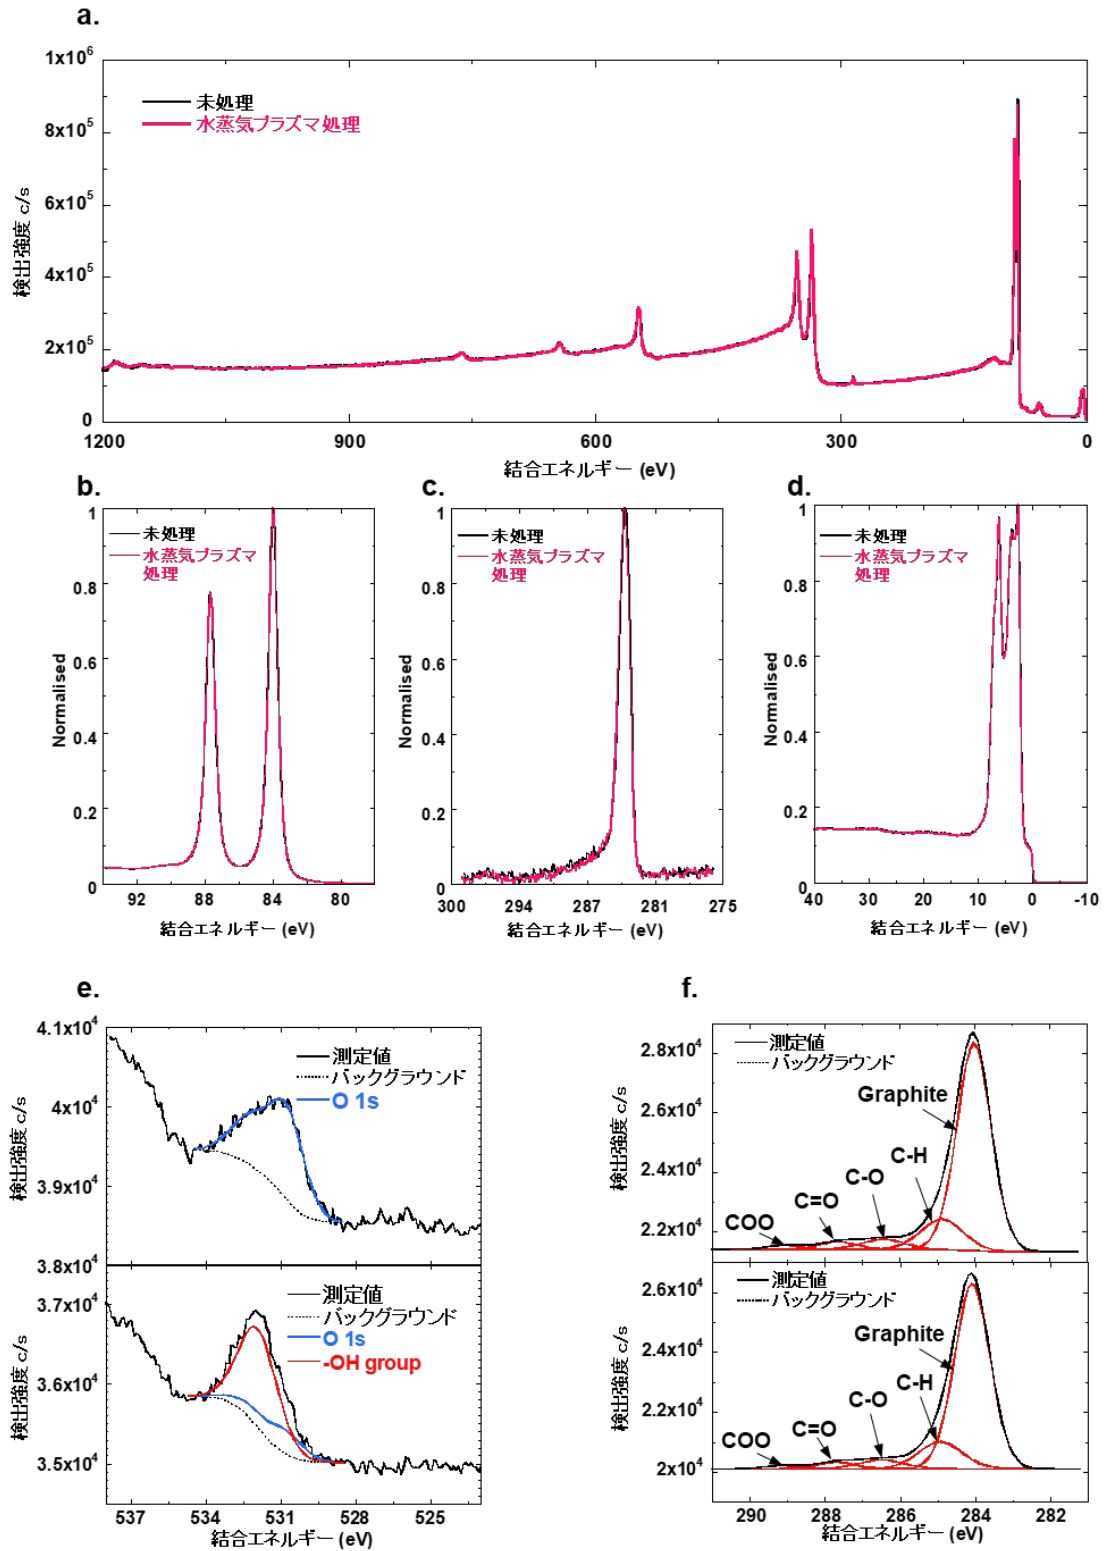 a.
1x10⁶
8x10⁵
6x10⁵
4x10⁵
2x10⁵
0
検出強度 c/s
未処理
水蒸気プラズマ処理
1200
900
600
300
0
結合エネルギー (eV)
b.
1
0.8
0.6
0.4
0.2
0
Normalised
未処理
水蒸気プラズマ
処理
92
88
84
80
結合エネルギー (eV)
c.
1
0.8
0.6
0.4
0.2
0
Normalised
未処理
水蒸気プラズマ
処理
300
294
287
281
275
結合エネルギー (eV)
d.
1
0.8
0.6
0.4
0.2
0
Normalised
未処理
水蒸気プラズマ
処理
40
30
20
10
0
-10
結合エネルギー (eV)
e.
4.1x10⁴
4x10⁴
3.9x10⁴
3.8x10⁴
検出強度 c/s
測定値
バックグラウンド
O 1s
3.7x10⁴
3.6x10⁴
3.5x10⁴
検出強度 c/s
測定値
バックグラウンド
O 1s
-OH group
537
534
531
528
525
結合エネルギー (eV)
f.
2.8x10⁴
2.6x10⁴
2.4x10⁴
2.2x10⁴
検出強度 c/s
測定値
バックグラウンド
Graphite
C-H
C-O
C=O
COO
2.6x10⁴
2.4x10⁴
2.2x10⁴
2x10⁴
検出強度 c/s
測定値
バックグラウンド
Graphite
C-H
C-O
C=O
COO
290
288
286
284
282
結合エネルギー (eV)